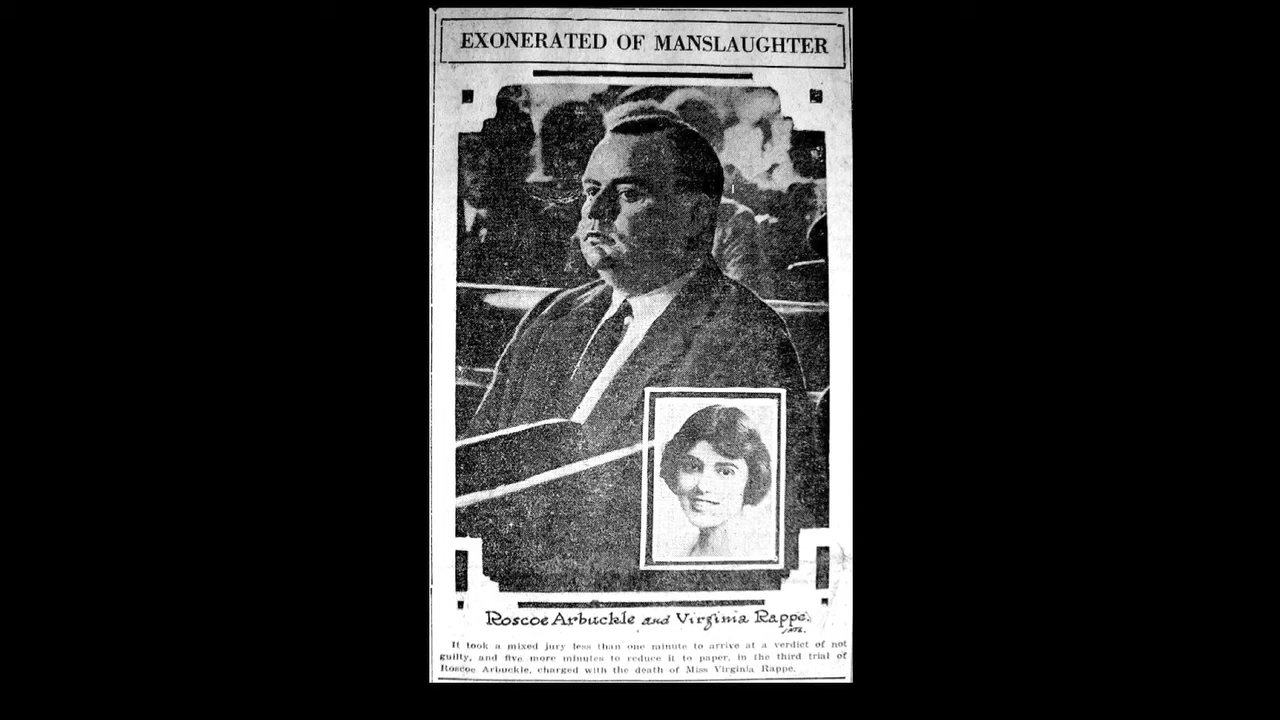 EXONERATED OF MANSLAUGHTER
Roscoe Arbuckle and Virginia Rappe.
It took a mixed jury less than one minute to arrive at a verdict of not
guilty, and five more minutes to reduce it to paper, in the third trial of
Roscoe Arbuckle, charged with the death of Miss Virginia Rappe.